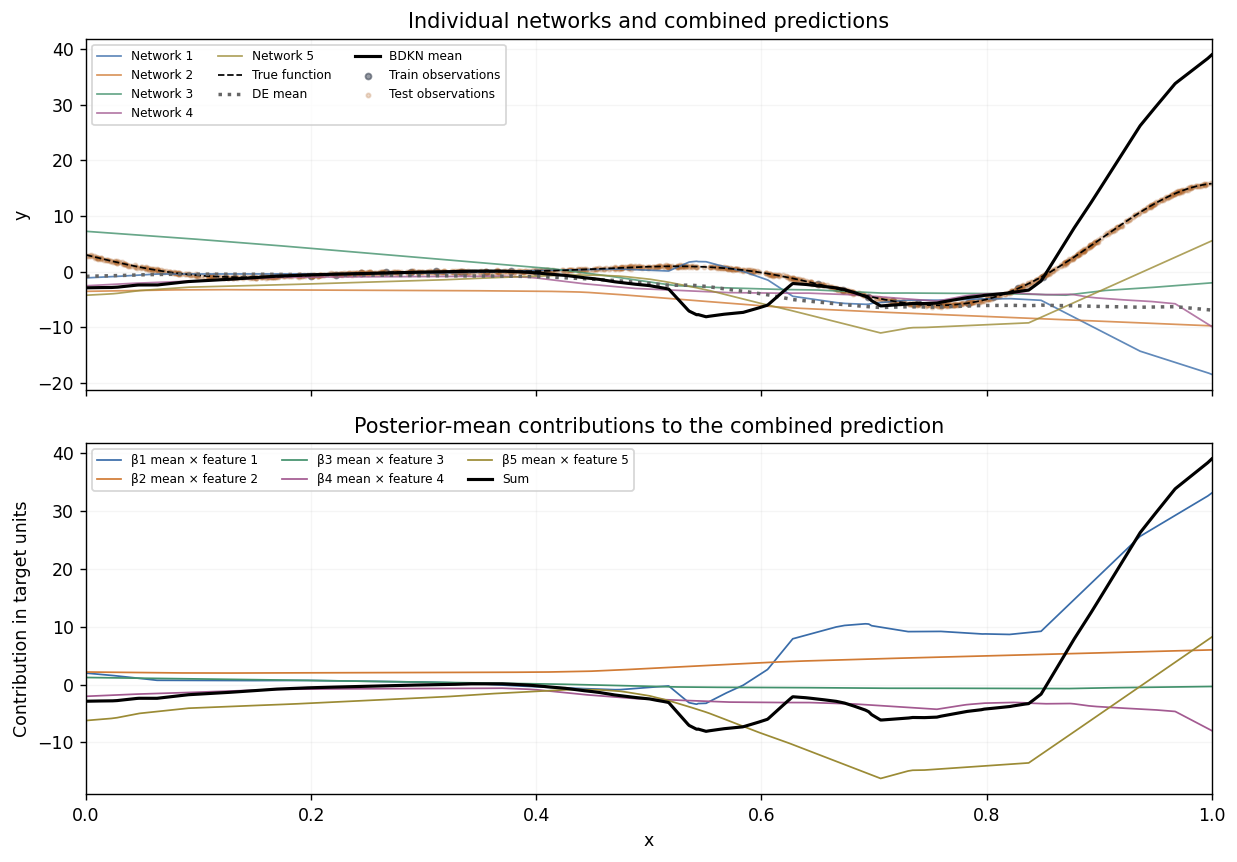 Individual networks and combined predictions
40
30
20
10
0
−10
−20
y
Network 1
Network 2
Network 3
Network 4
Network 5
True function
DE mean
BDKN mean
Train observations
Test observations
Posterior-mean contributions to the combined prediction
40
30
20
10
0
−10
Contribution in target units
β1 mean × feature 1
β2 mean × feature 2
β3 mean × feature 3
β4 mean × feature 4
β5 mean × feature 5
Sum
0.0
0.2
0.4
0.6
0.8
1.0
x